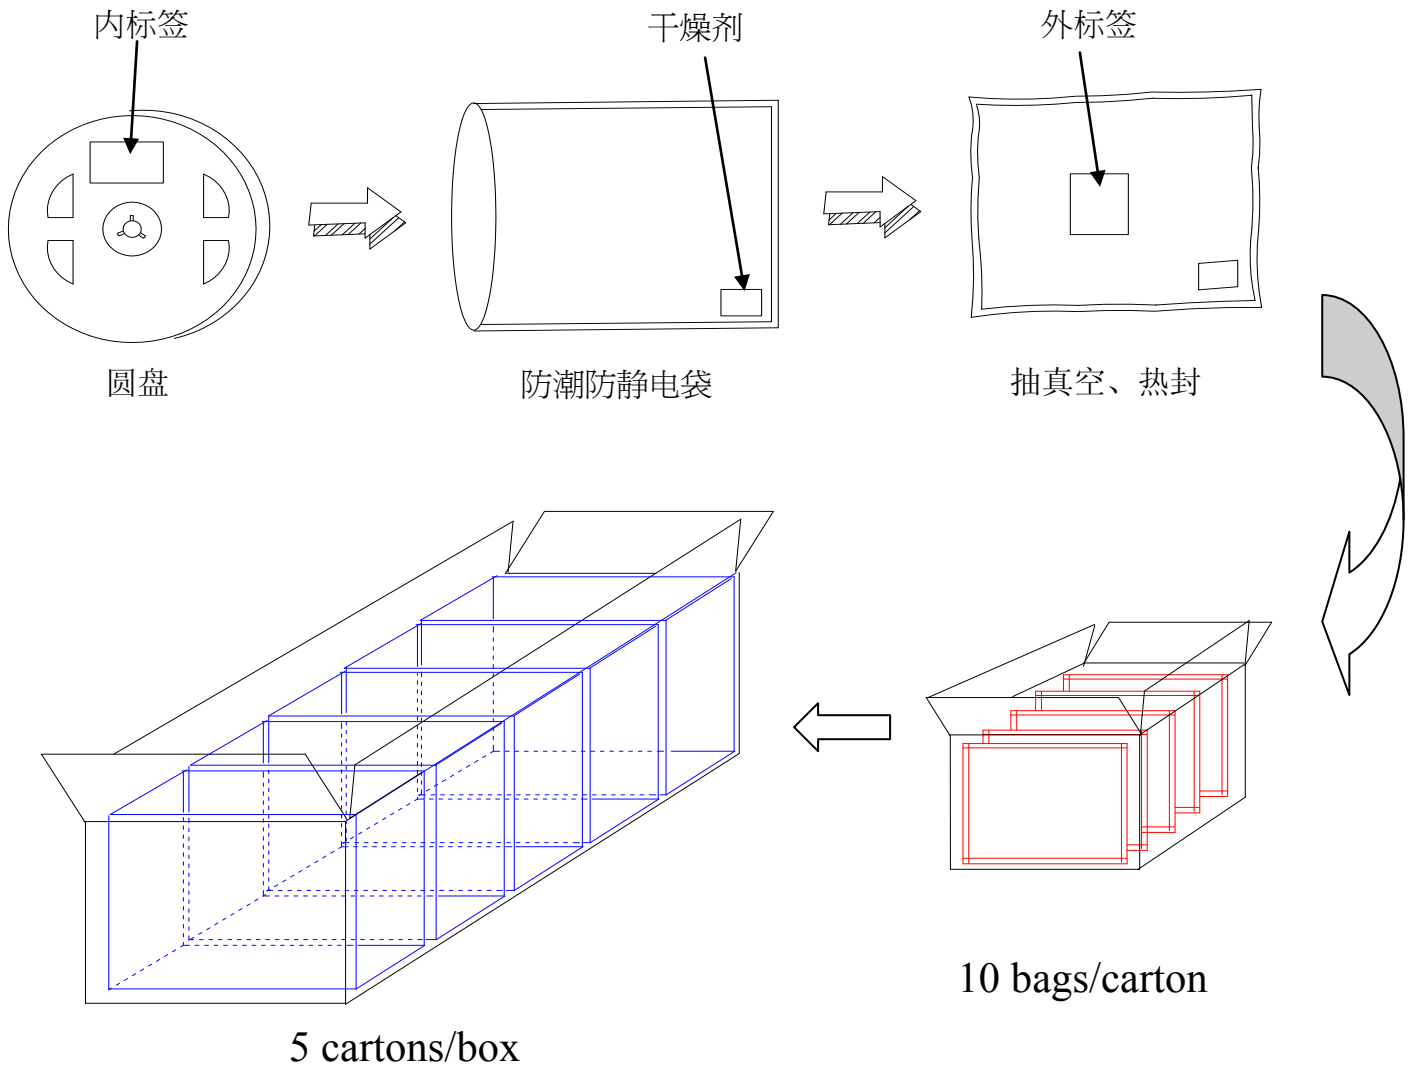 内标签
干燥剂
外标签
圆盘
防潮防静电袋
抽真空、热封
10 bags/carton
5 cartons/box